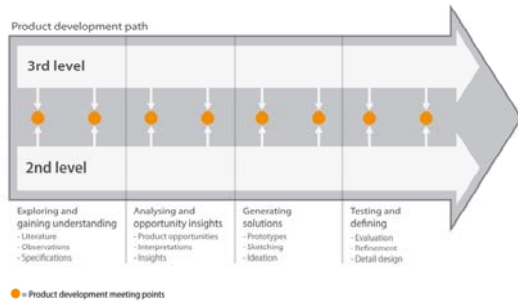 Product development path
3rd level
2nd level
Exploring and
gaining understanding
- Literature
- Observations
- Specifications
Analysing and
opportunity insights
- Product opportunities
- Interpretations
- Insights
Generating
solutions
- Prototypes
- Sketching
- Ideation
Testing and
defining
- Evaluation
- Refinement
- Detail design
= Product development meeting points